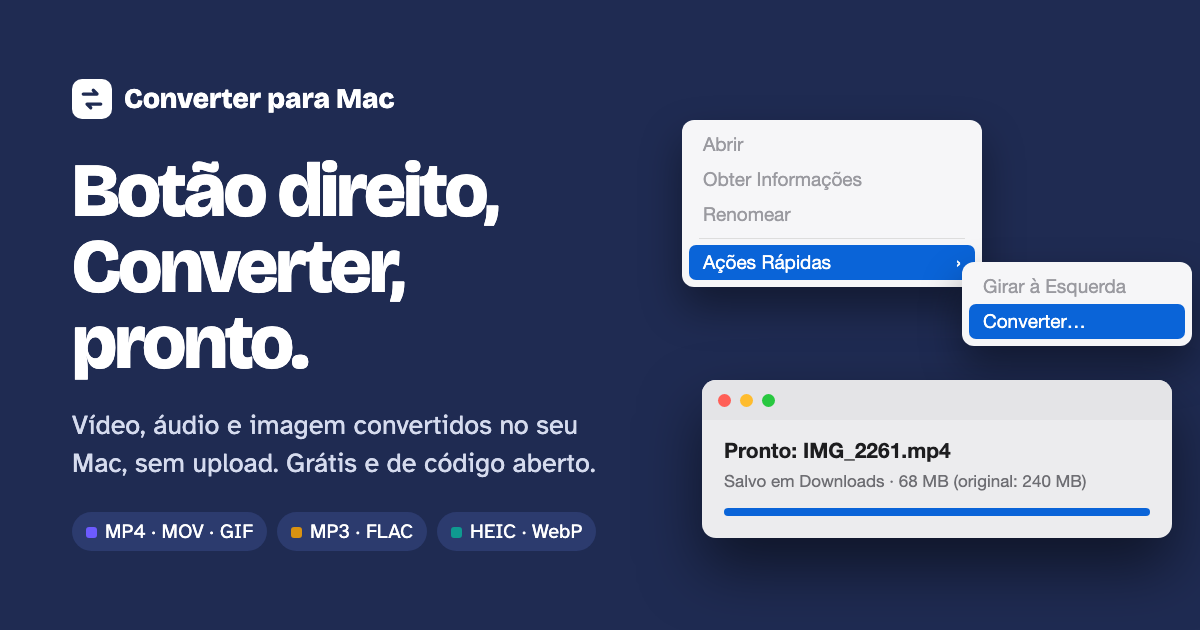 Converter para Mac
Botão direito,
Converter,
pronto.
Vídeo, áudio e imagem convertidos no seu
Mac, sem upload. Grátis e de código aberto.
MP4 · MOV · GIF
MP3 · FLAC
HEIC · WebP
Abrir
Obter Informações
Renomear
Ações Rápidas ›
Girar à Esquerda
Converter…
Pronto: IMG_2261.mp4
Salvo em Downloads · 68 MB (original: 240 MB)